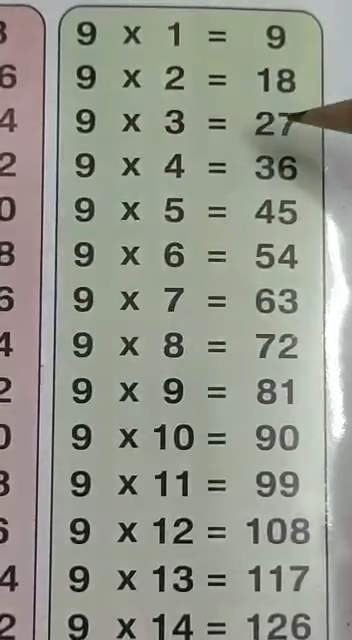 9 x 1 = 9
9 x 2 = 18
9 x 3 = 27
9 x 4 = 36
9 x 5 = 45
9 x 6 = 54
9 x 7 = 63
9 x 8 = 72
9 x 9 = 81
9 x 10 = 90
9 x 11 = 99
9 x 12 = 108
9 x 13 = 117
9 x 14 = 126